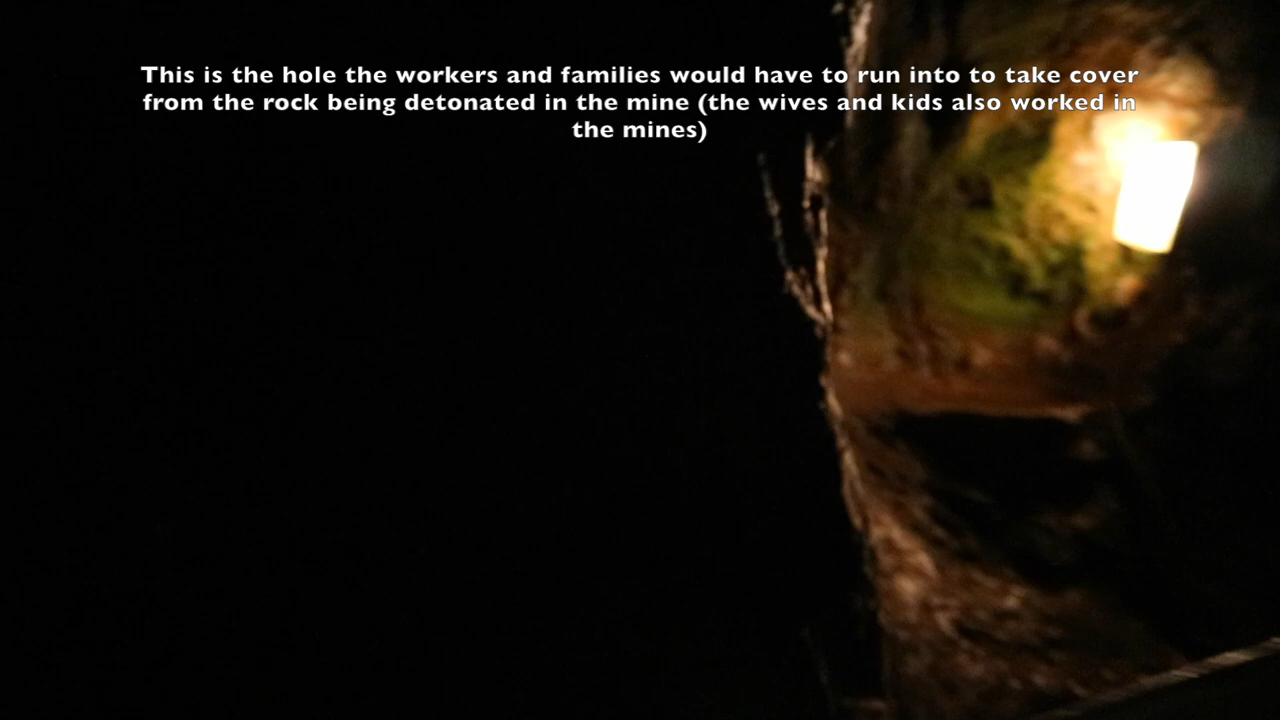 This is the hole the workers and families would have to run into to take cover
from the rock being detonated in the mine (the wives and kids also worked in
the mines)